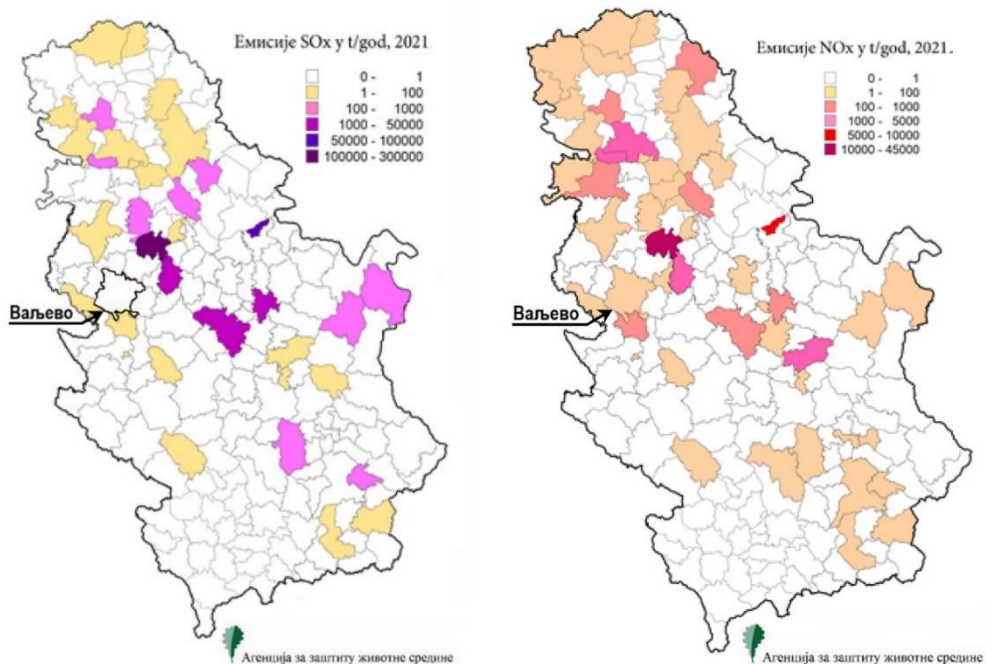 Емисије SOx у t/god, 2021.
0 - 1
1 - 100
100 - 1000
1000 - 50000
50000 - 100000
100000 - 300000
Ваљево
Агенција за заштиту животне средине
Емисије NOx у t/god, 2021.
0 - 1
1 - 100
100 - 1000
1000 - 5000
5000 - 10000
10000 - 45000
Ваљево
Агенција за заштиту животне средине